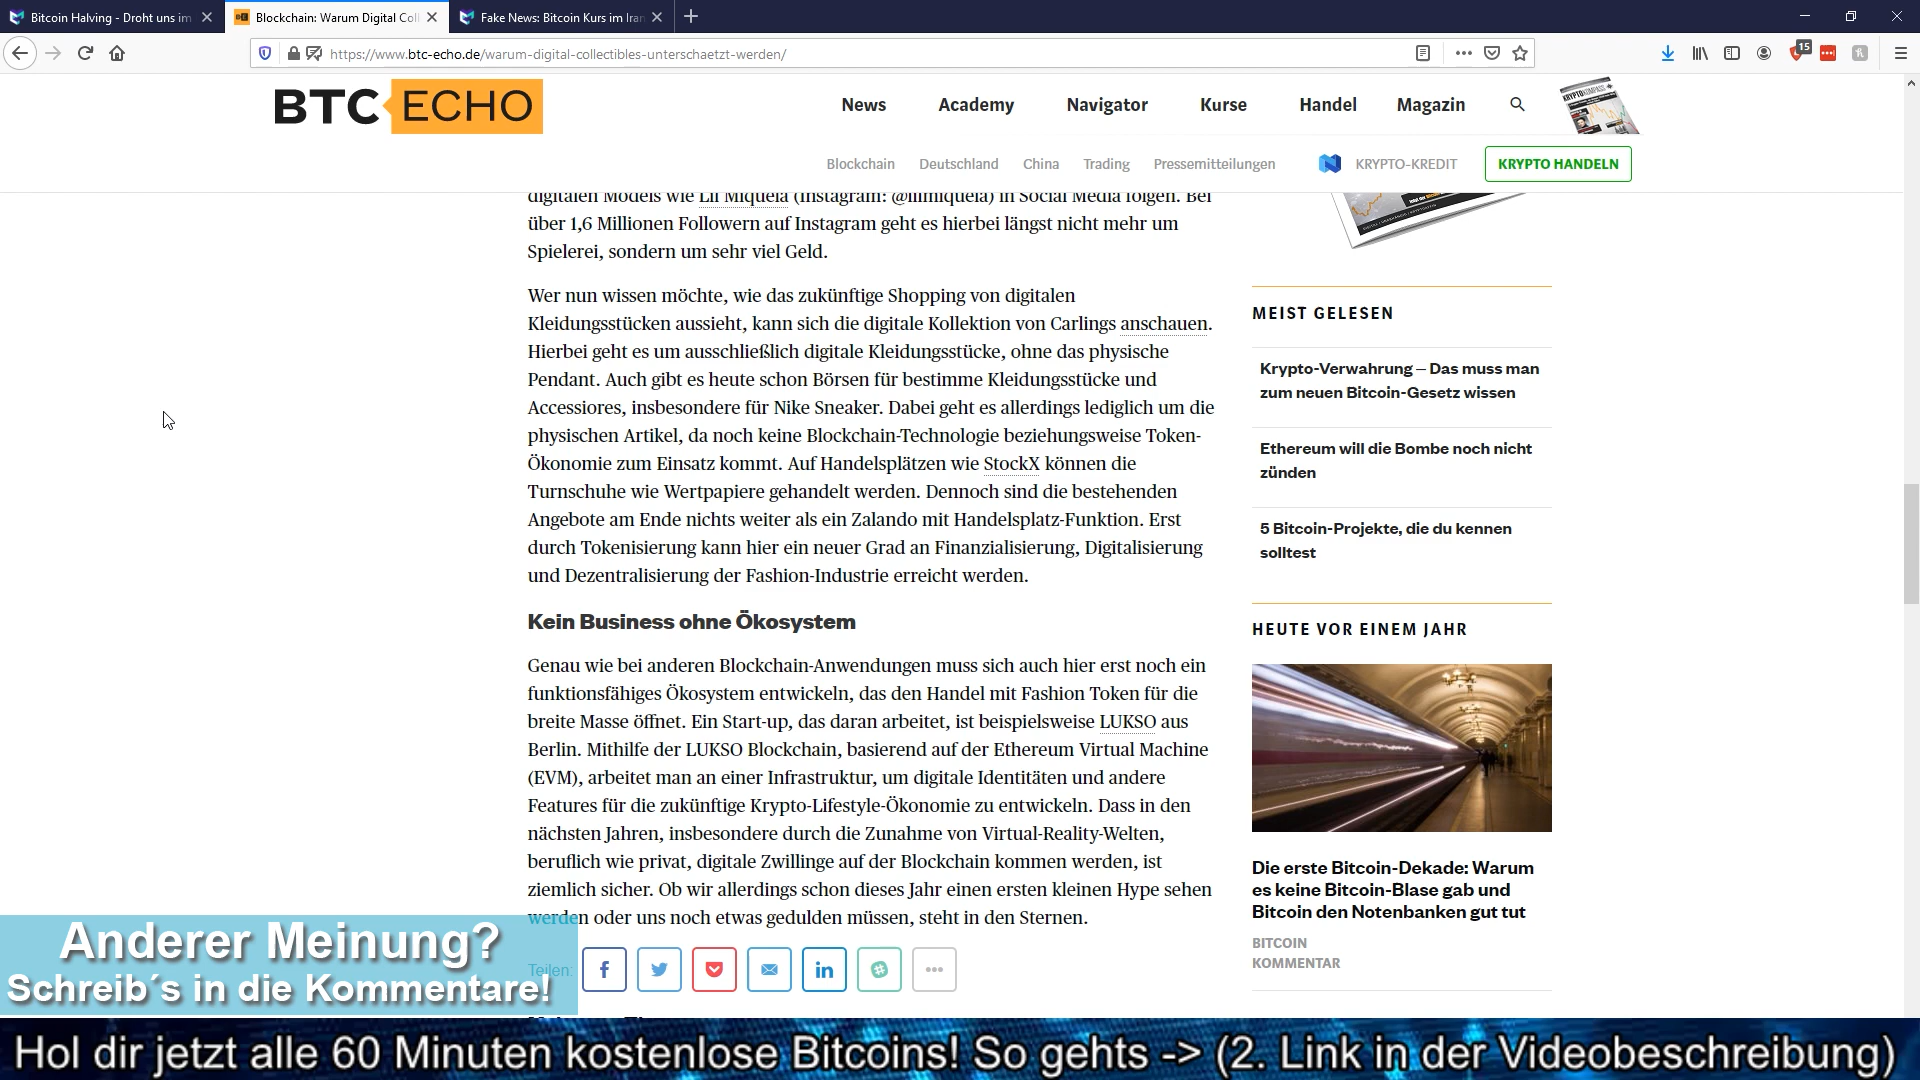 Bitcoin Halving - Droht uns im
Blockchain: Warum Digital Coll
Fake News: Bitcoin Kurs im Iran
https://www.btc-echo.de/warum-digital-collectibles-unterschaetzt-werden/
15
BTC ECHO
News Academy Navigator Kurse Handel Magazin
KRYPTOKOMPASS
Blockchain Deutschland China Trading Pressemitteilungen KRYPTO-KREDIT KRYPTO HANDELN
digitalen Models wie Lil Miquela (Instagram: @lilmiquela) in Social Media folgen. Bei
über 1,6 Millionen Followern auf Instagram geht es hierbei längst nicht mehr um
Spielerei, sondern um sehr viel Geld.
Wer nun wissen möchte, wie das zukünftige Shopping von digitalen
Kleidungsstücken aussieht, kann sich die digitale Kollektion von Carlings anschauen.
Hierbei geht es um ausschließlich digitale Kleidungsstücke, ohne das physische
Pendant. Auch gibt es heute schon Börsen für bestimme Kleidungsstücke und
Accessiores, insbesondere für Nike Sneaker. Dabei geht es allerdings lediglich um die
physischen Artikel, da noch keine Blockchain-Technologie beziehungsweise Token-
Ökonomie zum Einsatz kommt. Auf Handelsplätzen wie StockX können die
Turnschuhe wie Wertpapiere gehandelt werden. Dennoch sind die bestehenden
Angebote am Ende nichts weiter als ein Zalando mit Handelsplatz-Funktion. Erst
durch Tokenisierung kann hier ein neuer Grad an Finanzialisierung, Digitalisierung
und Dezentralisierung der Fashion-Industrie erreicht werden.
Kein Business ohne Ökosystem
Genau wie bei anderen Blockchain-Anwendungen muss sich auch hier erst noch ein
funktionsfähiges Ökosystem entwickeln, das den Handel mit Fashion Token für die
breite Masse öffnet. Ein Start-up, das daran arbeitet, ist beispielsweise LUKSO aus
Berlin. Mithilfe der LUKSO Blockchain, basierend auf der Ethereum Virtual Machine
(EVM), arbeitet man an einer Infrastruktur, um digitale Identitäten und andere
Features für die zukünftige Krypto-Lifestyle-Ökonomie zu entwickeln. Dass in den
nächsten Jahren, insbesondere durch die Zunahme von Virtual-Reality-Welten,
beruflich wie privat, digitale Zwillinge auf der Blockchain kommen werden, ist
ziemlich sicher. Ob wir allerdings schon dieses Jahr einen ersten kleinen Hype sehen
werden oder uns noch etwas gedulden müssen, steht in den Sternen.
Teilen:
MEIST GELESEN
Krypto-Verwahrung – Das muss man
zum neuen Bitcoin-Gesetz wissen
Ethereum will die Bombe noch nicht
zünden
5 Bitcoin-Projekte, die du kennen
solltest
HEUTE VOR EINEM JAHR
Die erste Bitcoin-Dekade: Warum
es keine Bitcoin-Blase gab und
Bitcoin den Notenbanken gut tut
BITCOIN
KOMMENTAR
Anderer Meinung?
Schreib´s in die Kommentare!
Hol dir jetzt alle 60 Minuten kostenlose Bitcoins! So gehts -> (2. Link in der Videobeschreibung)